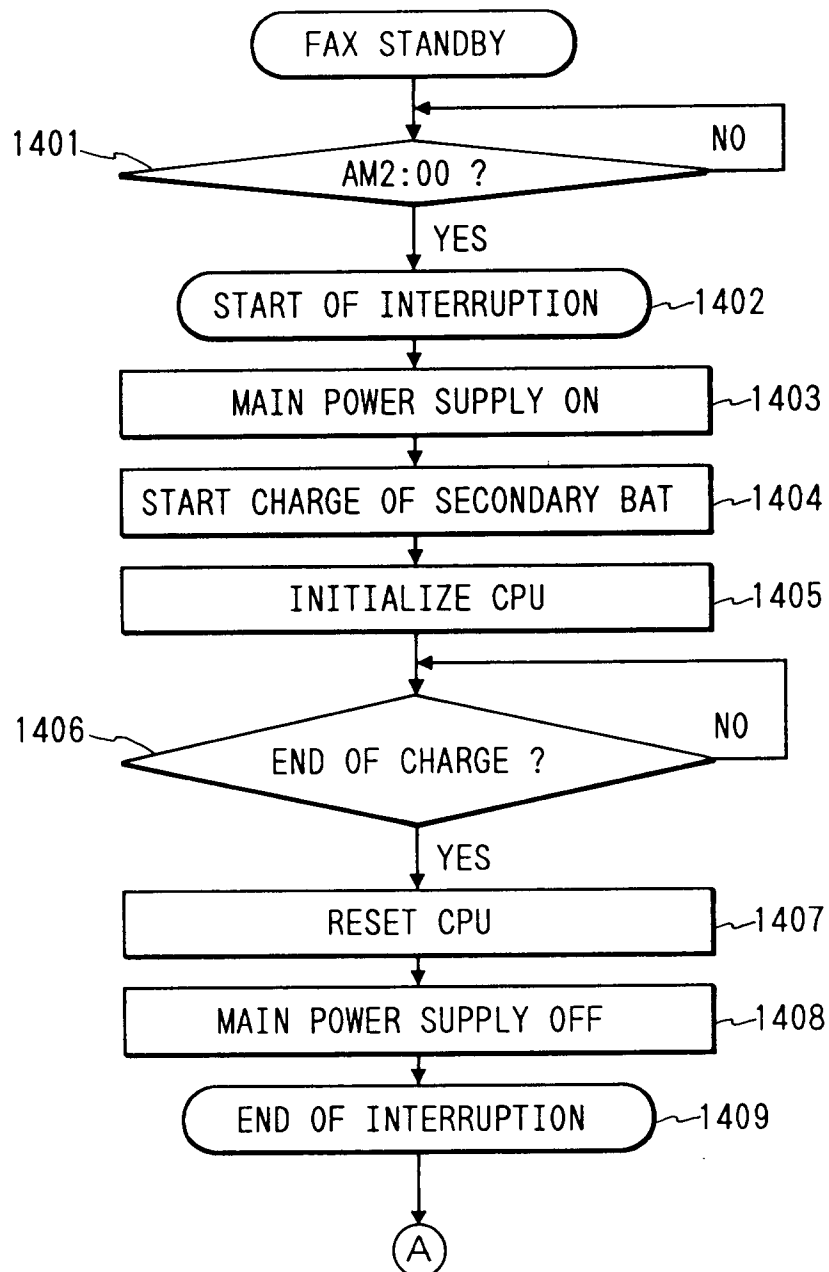 FAX STANDBY
1401
AM2:00 ?
NO
YES
START OF INTERRUPTION
1402
MAIN POWER SUPPLY ON
1403
START CHARGE OF SECONDARY BAT
1404
INITIALIZE CPU
1405
1406
END OF CHARGE ?
NO
YES
RESET CPU
1407
MAIN POWER SUPPLY OFF
1408
END OF INTERRUPTION
1409
A